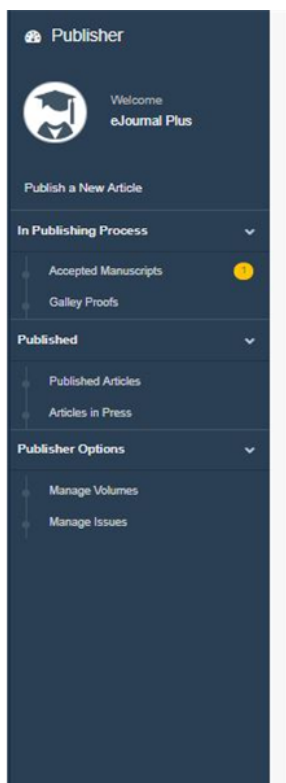 Publisher
Welcome
eJournal Plus
Publish a New Article
In Publishing Process
Accepted Manuscripts 1
Galley Proofs
Published
Published Articles
Articles in Press
Publisher Options
Manage Volumes
Manage Issues